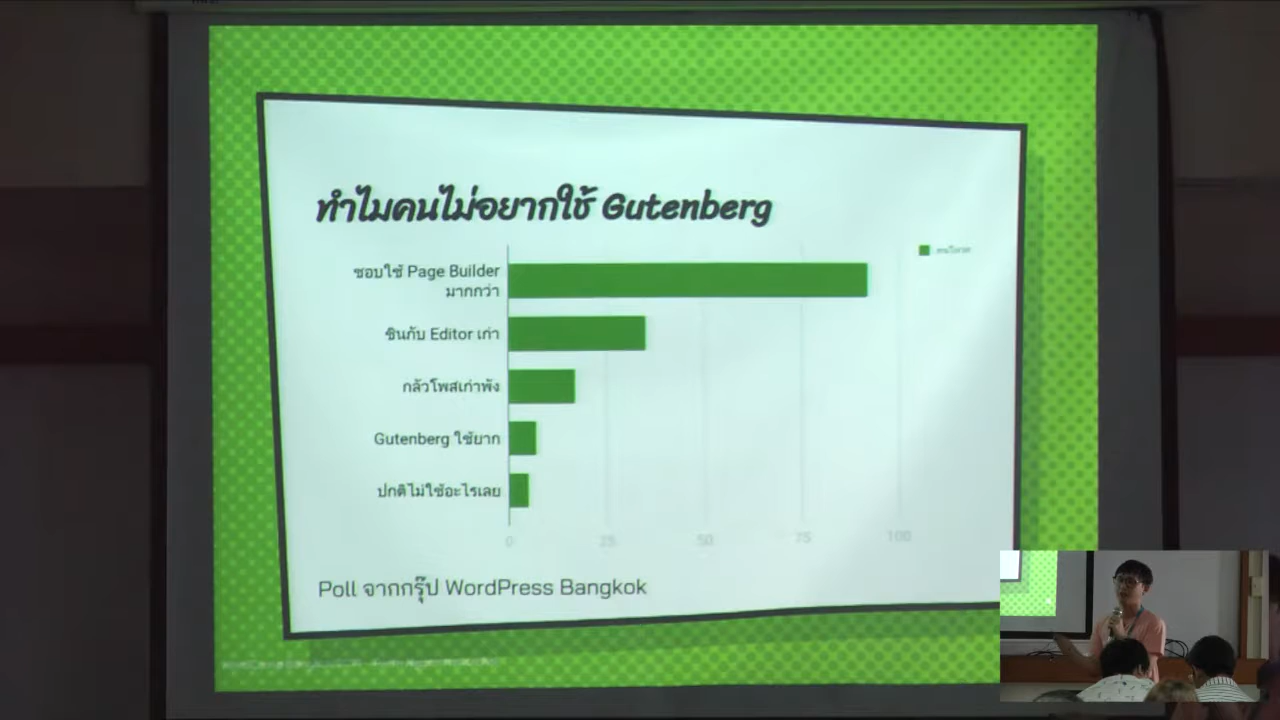 ทำไมคนไม่อยากใช้ Gutenberg
ชอบใช้ Page Builder
มากกว่า
ชินกับ Editor เก่า
กลัวโพสเก่าพัง
Gutenberg ใช้ยาก
ปกติไม่ใช้อะไรเลย
0 25 50 75 100
Poll จากกรุ๊ป WordPress Bangkok